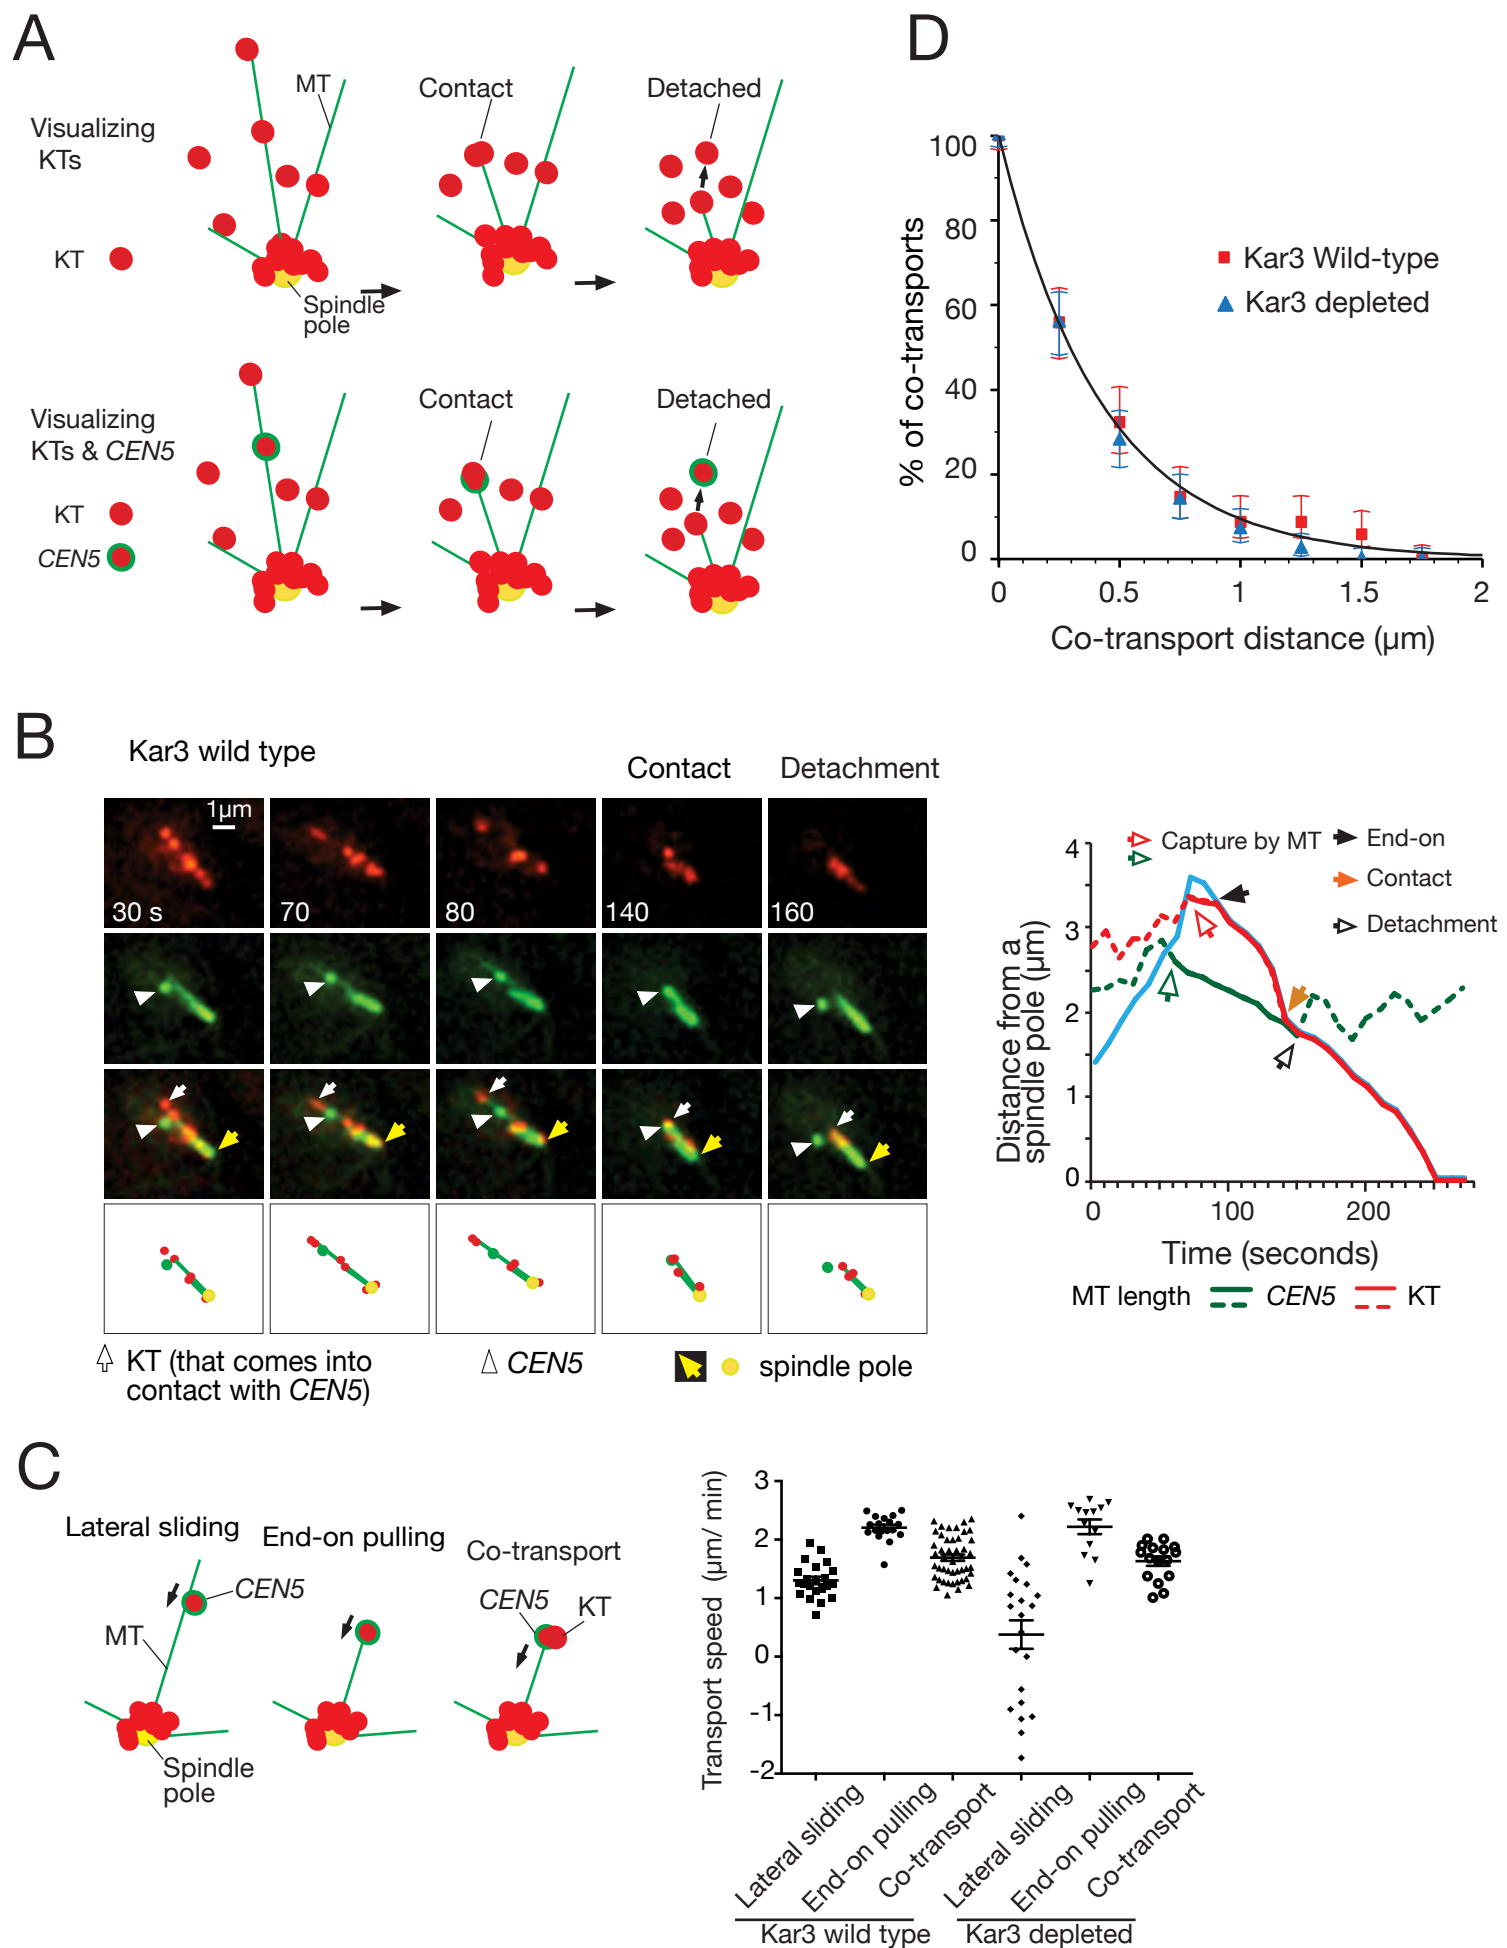 A
Visualizing
KTs
KT
MT
Spindle
pole
Contact
Detached
Visualizing
KTs & CEN5
KT
CEN5
Contact
Detached
D
% of co-transports
100
80
60
40
20
0
0
0.5
1
1.5
2
Co-transport distance (µm)
Kar3 Wild-type
Kar3 depleted
B
Kar3 wild type
Contact
Detachment
1µm
30 s
70
80
140
160
KT (that comes into
contact with CEN5)
CEN5
spindle pole
Capture by MT
End-on
Contact
Detachment
Distance from a
spindle pole (µm)
4
3
2
1
0
0
100
200
Time (seconds)
MT length
CEN5
KT
C
Lateral sliding
End-on pulling
Co-transport
CEN5
CEN5
KT
MT
Spindle
pole
Transport speed (µm/ min)
3
2
1
0
-1
-2
Lateral sliding
End-on pulling
Co-transport
Lateral sliding
End-on pulling
Co-transport
Kar3 wild type
Kar3 depleted